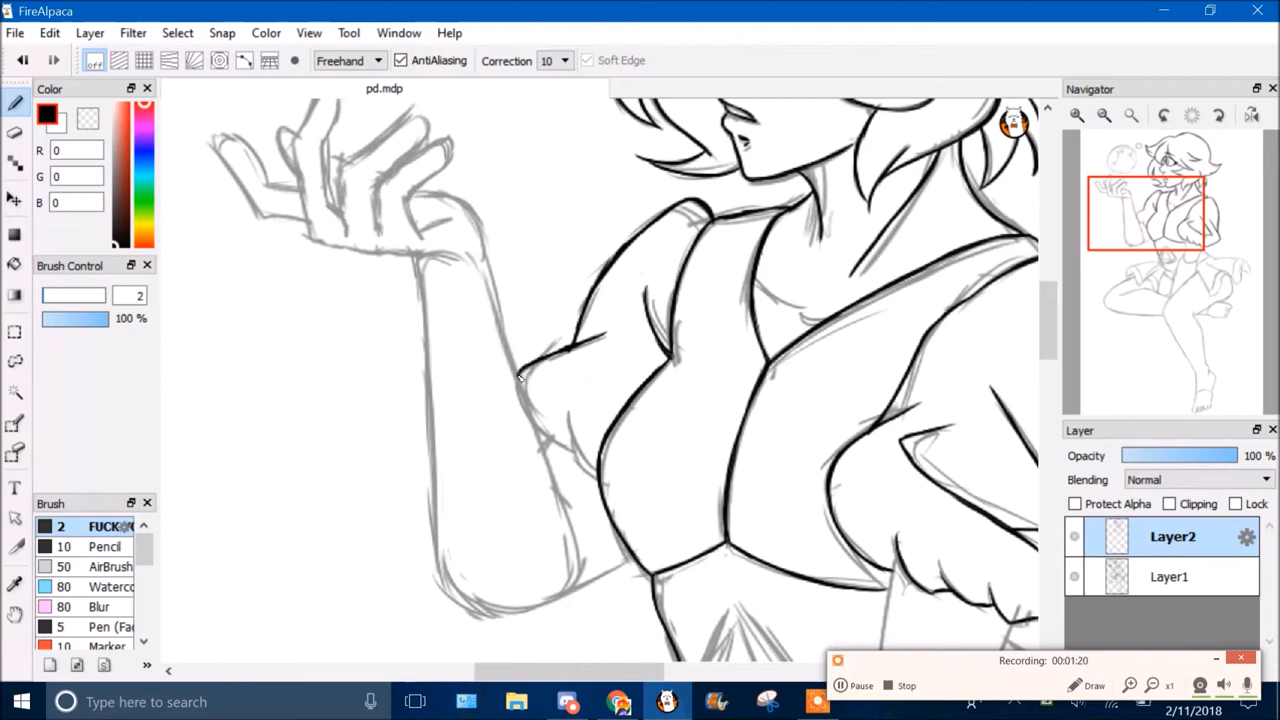 FireAlpaca
File Edit Layer Filter Select Snap Color View Tool Window Help
off Freehand AntiAliasing Correction 10 Soft Edge
Color
pd.mdp
Navigator
R 0
G 0
B 0
Brush Control
2
100 %
Layer
Opacity 100 %
Blending Normal
Protect Alpha Clipping Lock
Layer2
Layer1
Brush
2 FUCK
10 Pencil
50 AirBrush
80 Waterco
80 Blur
5 Pen (Fa
10 Marker
Recording: 00:01:20
Pause Stop Draw x1
Type here to search
2/11/2018